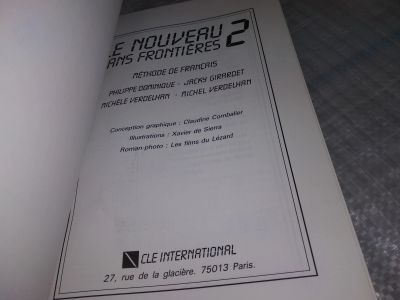 LE NOUVEAU
SANS FRONTIÈRES 2
MÉTHODE DE FRANÇAIS
PHILIPPE DOMINIQUE - JACKY GIRARDET
MICHÈLE VERDELHAN - MICHEL VERDELHAN
Conception graphique : Claudine Combalier
Illustrations : Xavier de Sierra
Roman-photo : Les films du Lézard
CLE INTERNATIONAL
27, rue de la glacière. 75013 Paris.